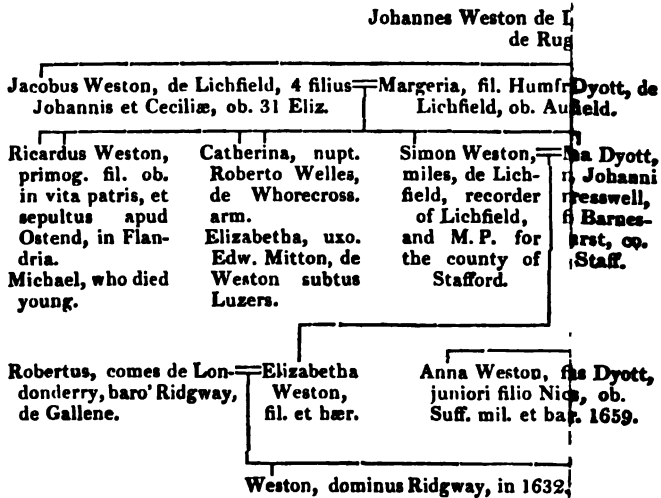 Johannes Weston de L
de Rug
Jacobus Weston, de Lichfield, 4 filius
Johannis et Ceciliæ, ob. 31 Eliz.
Margeria, fil. Humfr Dyott, de
Lichfield, ob. Au field.
Ricardus Weston,
primog. fil. ob.
in vita patris, et
sepultus apud
Ostend, in Flan-
dria.
Michael, who died
young.
Catherina, nupt.
Roberto Welles,
de Whorecross.
arm.
Elizabetha, uxo.
Edw. Mitton, de
Weston subtus
Luzers.
Simon Weston,
miles, de Lich-
field, recorder
of Lichfield,
and M. P. for
the county of
Stafford.
Dyott,
Johanni
resswell,
Barnes-
rst, co.
Staff.
Robertus, comes de Lon-
donderry, baro' Ridgway,
de Gallene.
Elizabetha
Weston,
fil. et hær.
Anna Weston, Dyott,
juniori filio ob.
Suff. mil. et 1659.
Weston, dominus Ridgway, in 1632.